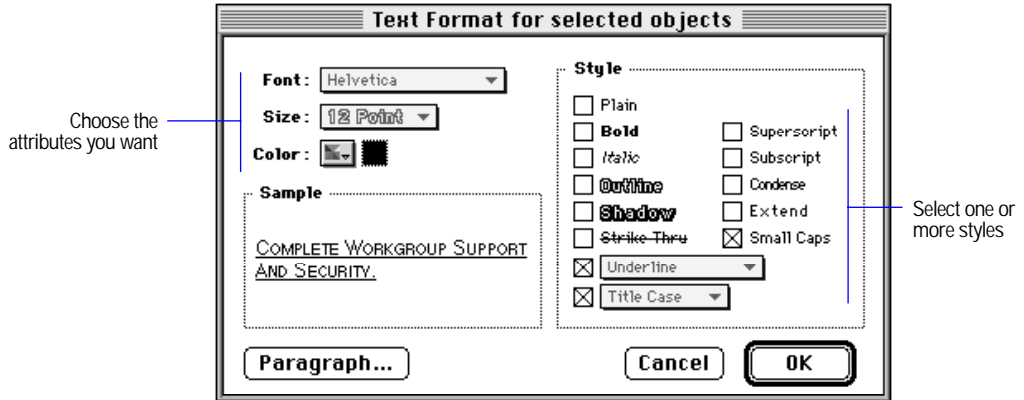 Text Format for selected objects
Choose the
attributes you want
Font: Helvetica
Size: 12 Point
Color:
Sample
COMPLETE WORKGROUP SUPPORT
AND SECURITY.
Style
Plain
Bold
Italic
Outline
Shadow
Strike Thru
Underline
Title Case
Superscript
Subscript
Condense
Extend
Small Caps
Select one or
more styles
Paragraph...
Cancel
OK